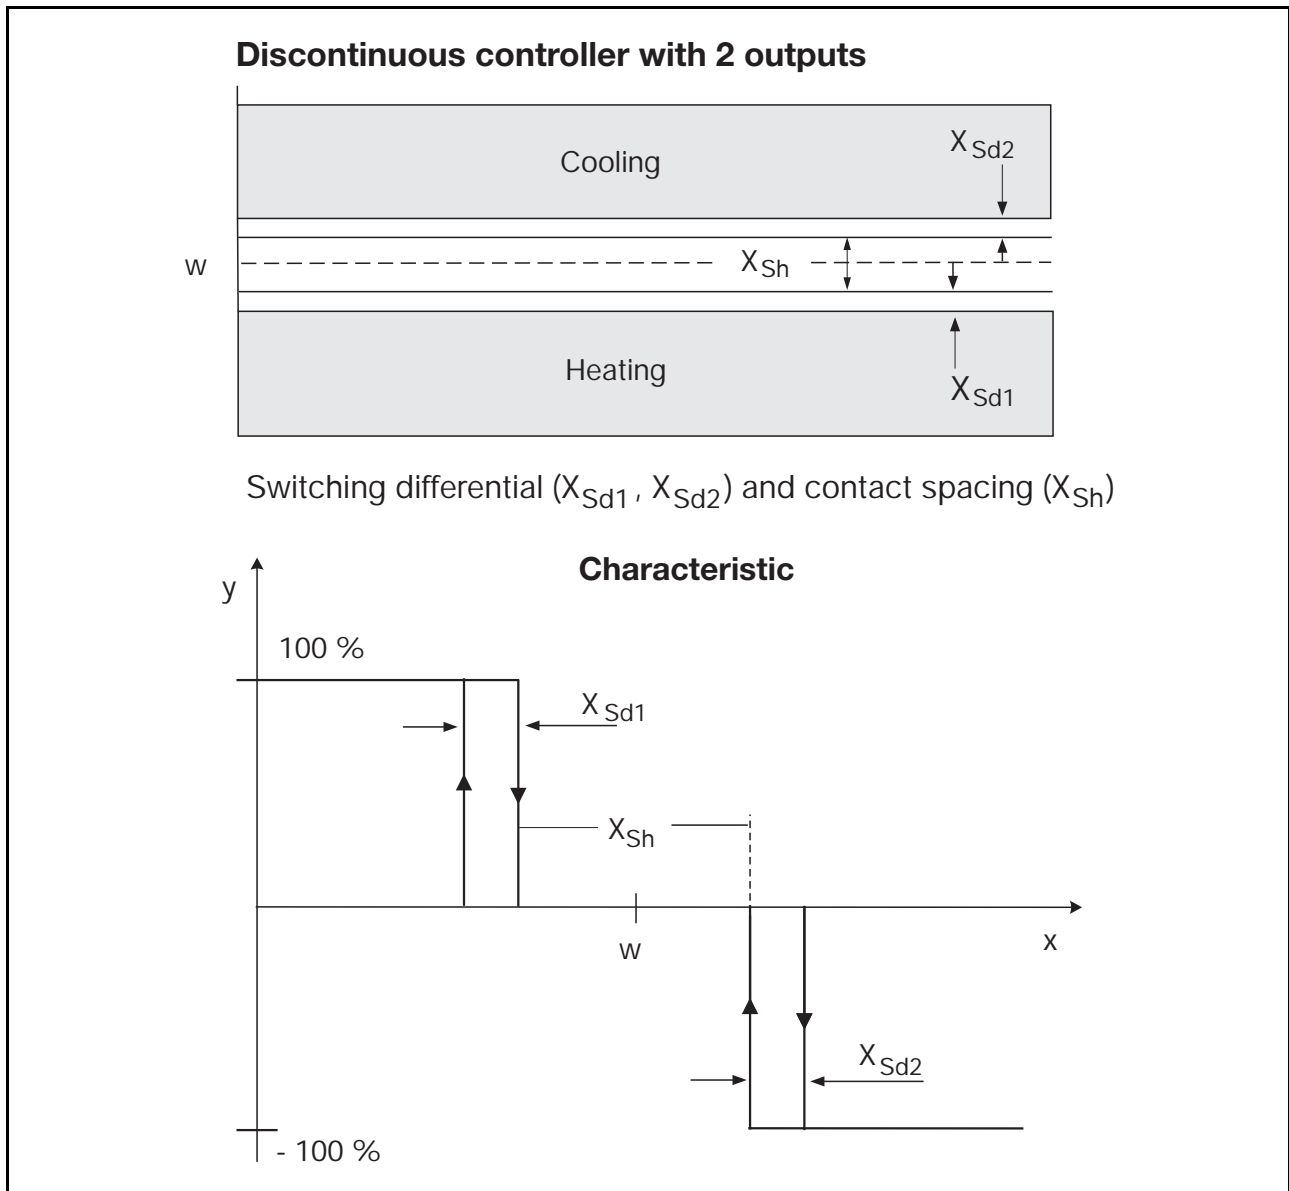 Discontinuous controller with 2 outputs
Cooling
XSd2
w
XSh
Heating
XSd1
Switching differential (XSd1, XSd2) and contact spacing (XSh)
Characteristic
y
100 %
XSd1
XSh
w
x
XSd2
- 100 %